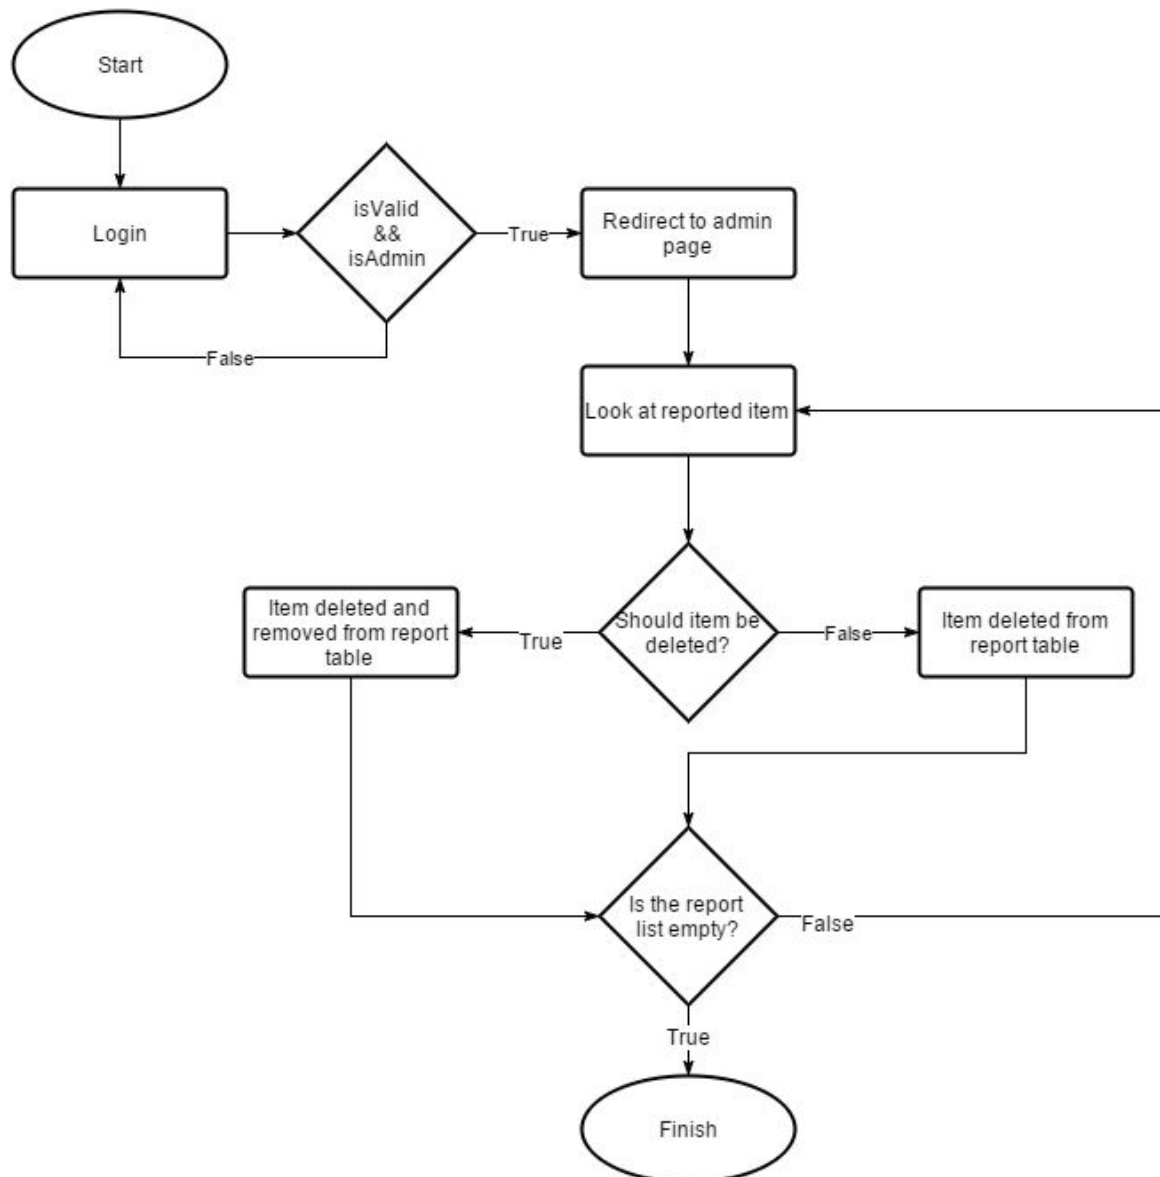 Start
Login
isValid
&&
isAdmin
True
False
Redirect to admin
page
Look at reported item
Should item be
deleted?
True
False
Item deleted and
removed from report
table
Item deleted from
report table
Is the report
list empty?
False
True
Finish